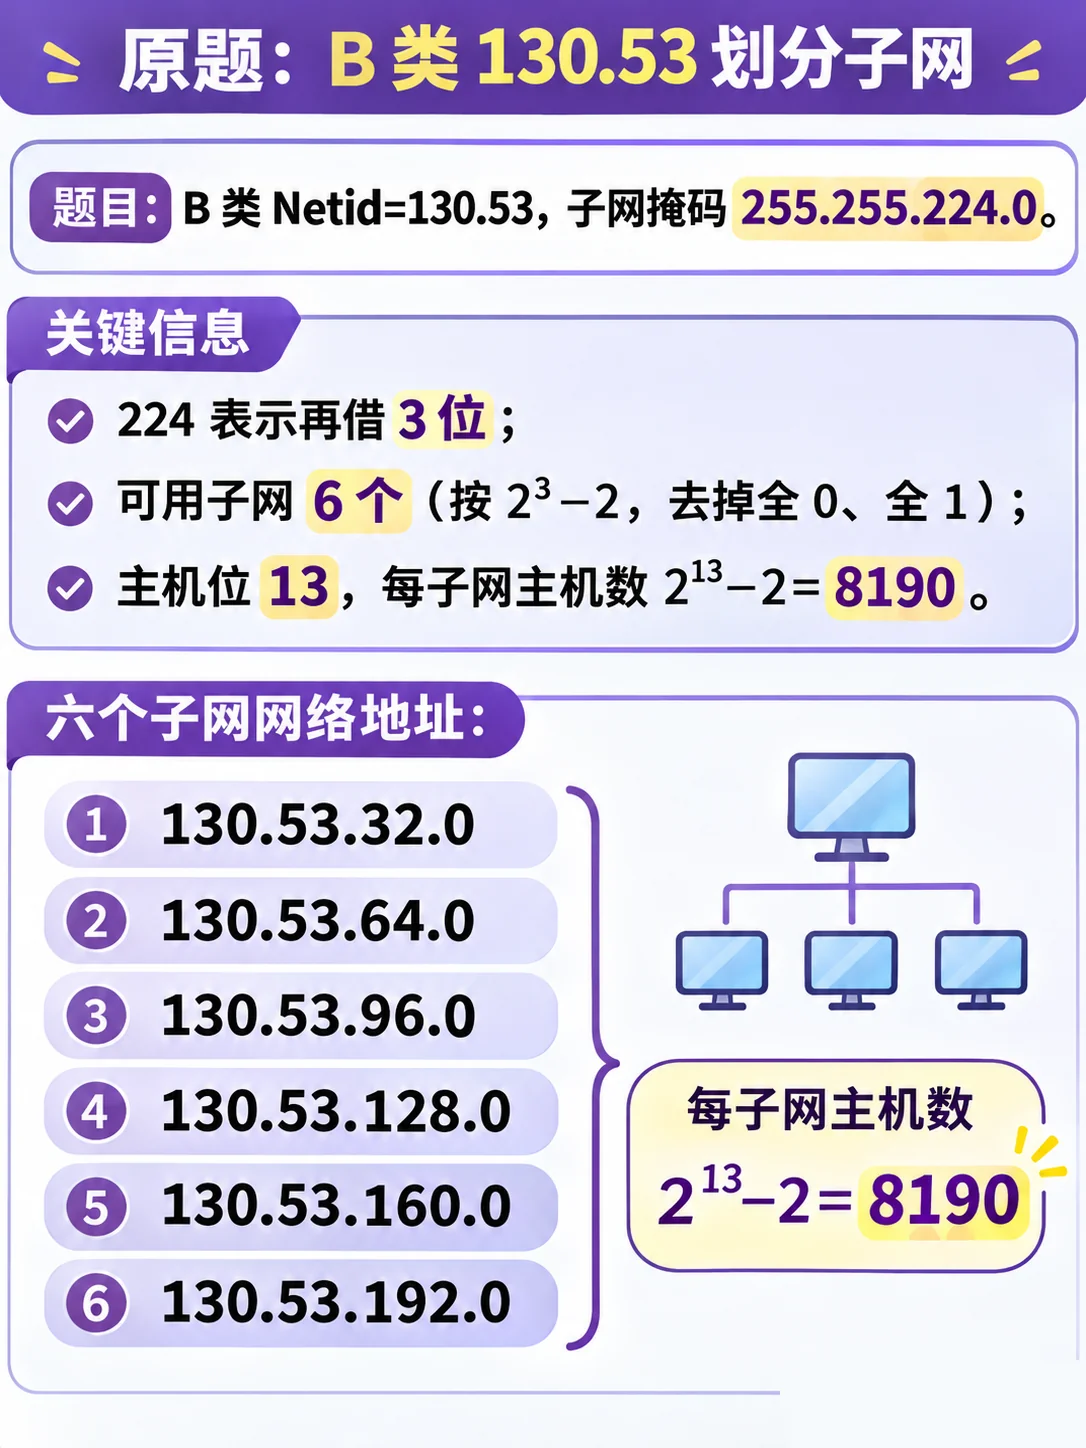 原题：B 类 130.53 划分子网
题目：B 类 Netid=130.53，子网掩码 255.255.224.0。
关键信息
224 表示再借 3 位；
可用子网 6 个（按 2³−2，去掉全 0、全 1）；
主机位 13，每子网主机数 2¹³−2=8190。
六个子网网络地址：
1 130.53.32.0
2 130.53.64.0
3 130.53.96.0
4 130.53.128.0
5 130.53.160.0
6 130.53.192.0
每子网主机数
2¹³−2=8190